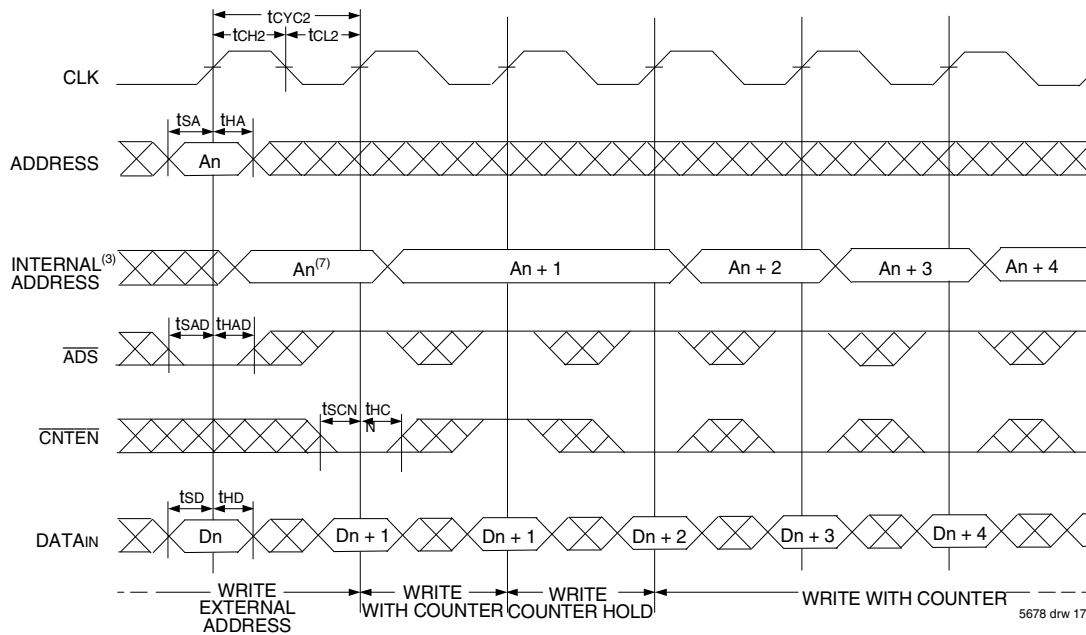 tCYC2
tCH2
tCL2
CLK
tSA
tHA
ADDRESS
An
INTERNAL(3)
ADDRESS
An(7)
An + 1
An + 2
An + 3
An + 4
tSAD
tHAD
ADS
tSCN
tHC
N
CNTEN
tSD
tHD
DATAIN
Dn
Dn + 1
Dn + 1
Dn + 2
Dn + 3
Dn + 4
WRITE
EXTERNAL
ADDRESS
WRITE
WITH COUNTER
WRITE
COUNTER HOLD
WRITE WITH COUNTER
5678 drw 17